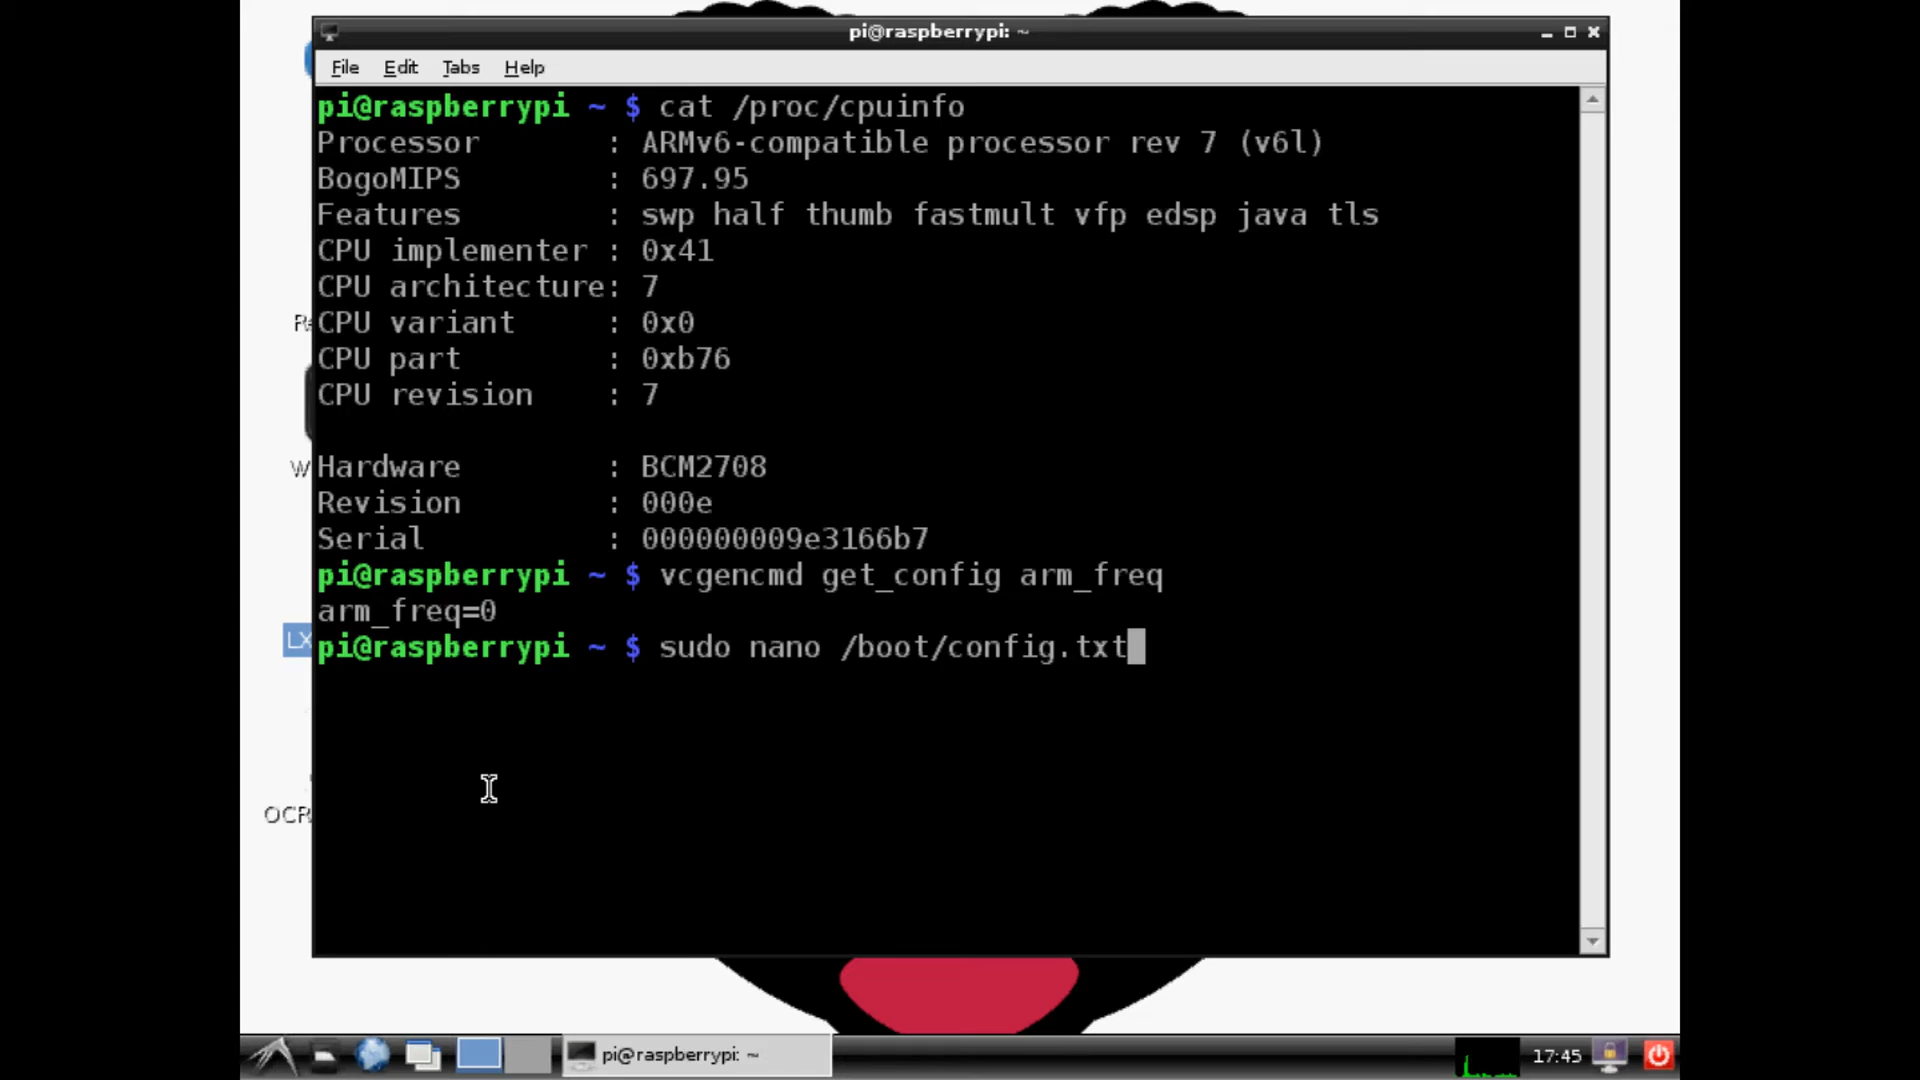 pi@raspberrypi: ~
File Edit Tabs Help
pi@raspberrypi ~ $ cat /proc/cpuinfo
Processor : ARMv6-compatible processor rev 7 (v6l)
BogoMIPS : 697.95
Features : swp half thumb fastmult vfp edsp java tls
CPU implementer : 0x41
CPU architecture: 7
CPU variant : 0x0
CPU part : 0xb76
CPU revision : 7
Hardware : BCM2708
Revision : 000e
Serial : 000000009e3166b7
pi@raspberrypi ~ $ vcgencmd get_config arm_freq
arm_freq=0
pi@raspberrypi ~ $ sudo nano /boot/config.txt
LX
OCR
pi@raspberrypi: ~
17:45